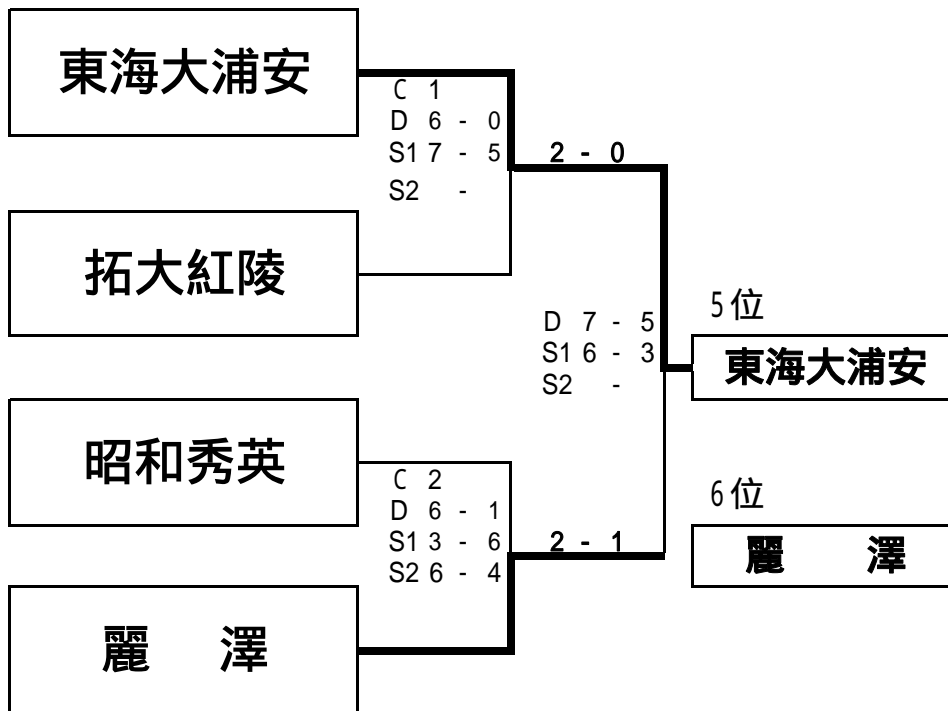 東海大浦安
C 1
D 6 - 0
S1 7 - 5
S2 -
2 - 0
拓大紅陵
D 7 - 5
S1 6 - 3
S2 -
5位
東海大浦安
昭和秀英
C 2
D 6 - 1
S1 3 - 6
S2 6 - 4
2 - 1
6位
麗 澤
麗 澤